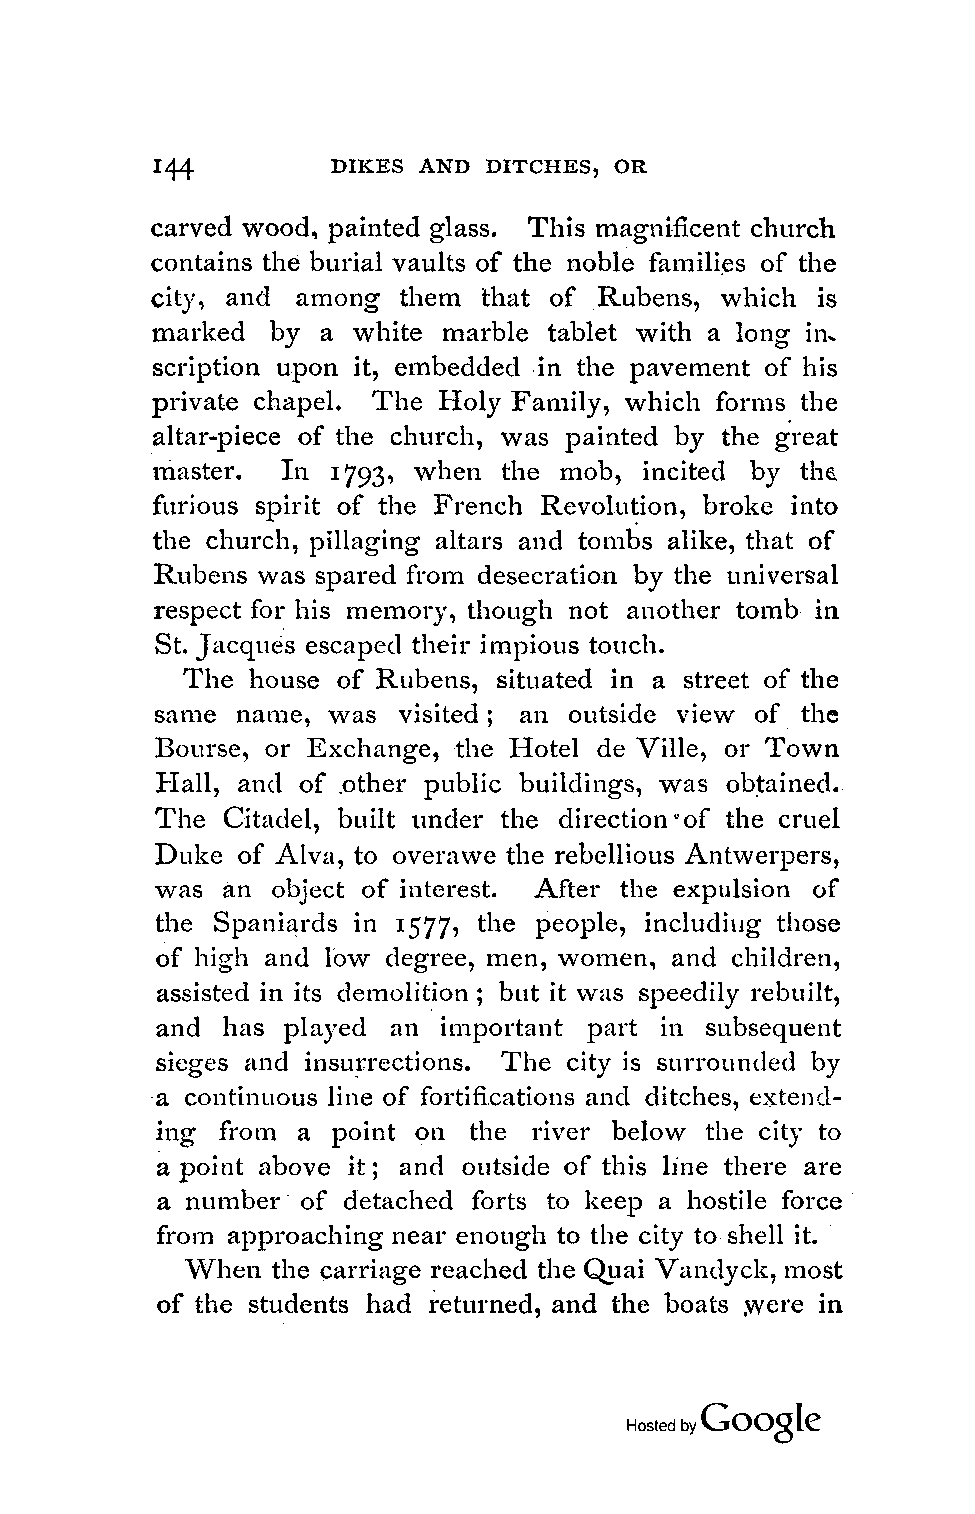 144 DIKES AND DITCHES, OR
carved wood, painted glass. This magnificent church
contains the burial vaults of the noble families of the
city, and among them that of Rubens, which is
marked by a white marble tablet with a long in-
scription upon it, embedded in the pavement of his
private chapel. The Holy Family, which forms the
altar-piece of the church, was painted by the great
master. In 1793, when the mob, incited by the
furious spirit of the French Revolution, broke into
the church, pillaging altars and tombs alike, that of
Rubens was spared from desecration by the universal
respect for his memory, though not another tomb in
St. Jacques escaped their impious touch.
The house of Rubens, situated in a street of the
same name, was visited; an outside view of the
Bourse, or Exchange, the Hotel de Ville, or Town
Hall, and of other public buildings, was obtained.
The Citadel, built under the direction of the cruel
Duke of Alva, to overawe the rebellious Antwerpers,
was an object of interest. After the expulsion of
the Spaniards in 1577, the people, including those
of high and low degree, men, women, and children,
assisted in its demolition; but it was speedily rebuilt,
and has played an important part in subsequent
sieges and insurrections. The city is surrounded by
a continuous line of fortifications and ditches, extend-
ing from a point on the river below the city to
a point above it; and outside of this line there are
a number of detached forts to keep a hostile force
from approaching near enough to the city to shell it.
When the carriage reached the Quai Vandyck, most
of the students had returned, and the boats were in
Hosted by Google